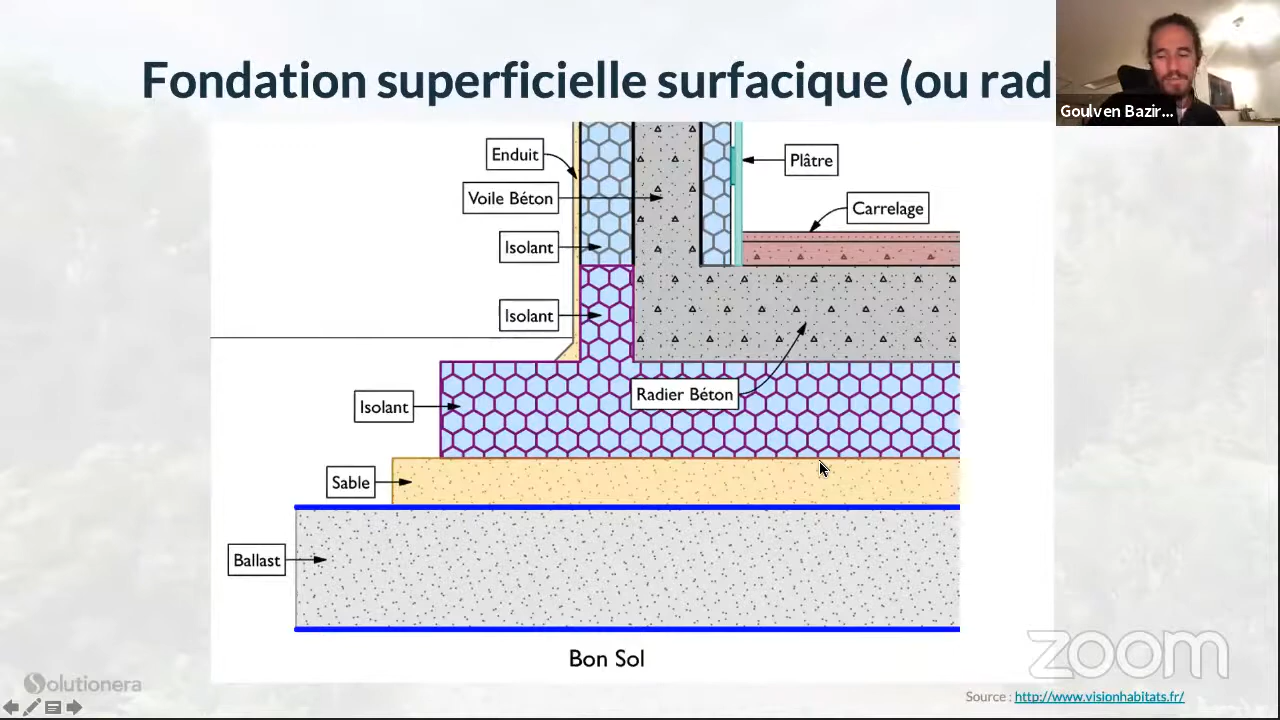 Fondation superficielle surfacique (ou rad
Goulven Bazir...
Enduit
Plâtre
Voile Béton
Carrelage
Isolant
Isolant
Radier Béton
Isolant
Sable
Ballast
Bon Sol
zoom
Solutionera
Source : http://www.visionhabitats.fr/